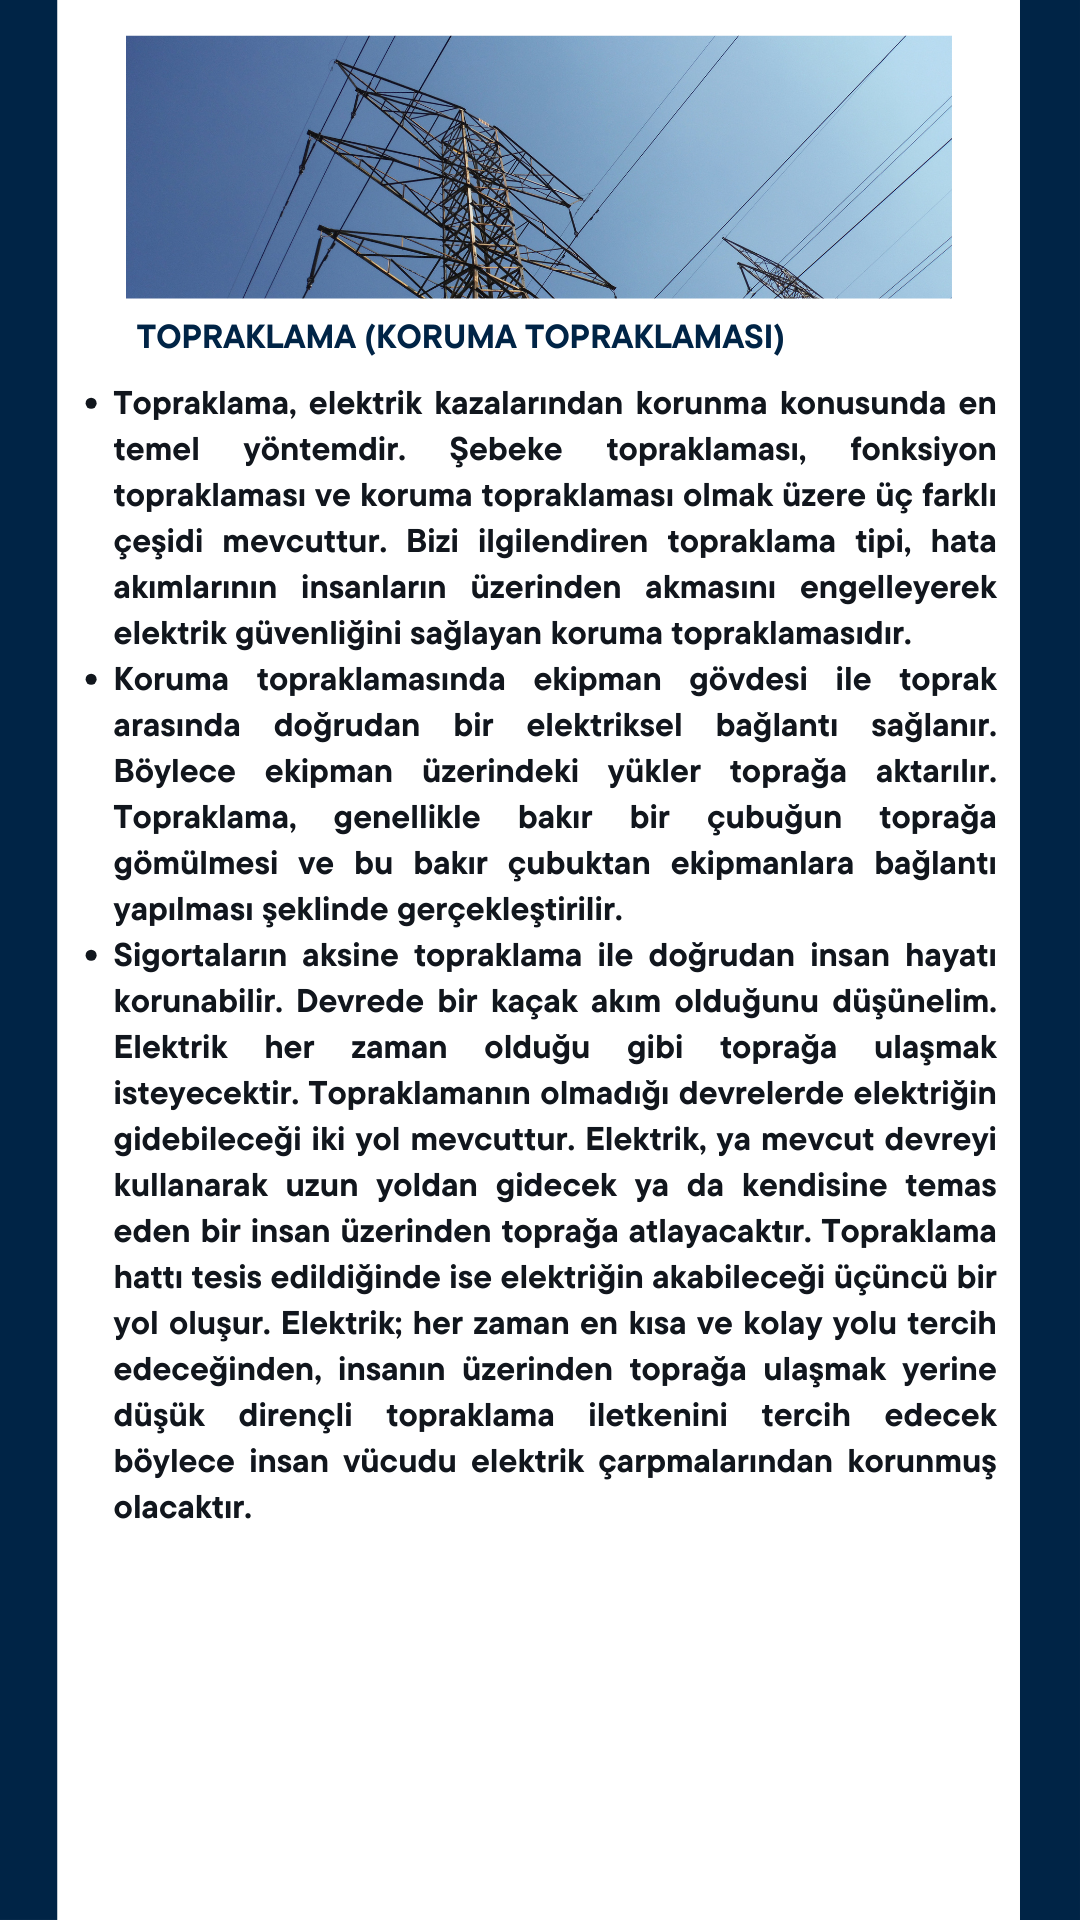 TOPRAKLAMA (KORUMA TOPRAKLAMASI)
• Topraklama, elektrik kazalarından korunma konusunda en
temel yöntemdir. Şebeke topraklaması, fonksiyon
topraklaması ve koruma topraklaması olmak üzere üç farklı
çeşidi mevcuttur. Bizi ilgilendiren topraklama tipi, hata
akımlarının insanların üzerinden akmasını engelleyerek
elektrik güvenliğini sağlayan koruma topraklamasıdır.
• Koruma topraklamasında ekipman gövdesi ile toprak
arasında doğrudan bir elektriksel bağlantı sağlanır.
Böylece ekipman üzerindeki yükler toprağa aktarılır.
Topraklama, genellikle bakır bir çubuğun toprağa
gömülmesi ve bu bakır çubuktan ekipmanlara bağlantı
yapılması şeklinde gerçekleştirilir.
• Sigortaların aksine topraklama ile doğrudan insan hayatı
korunabilir. Devrede bir kaçak akım olduğunu düşünelim.
Elektrik her zaman olduğu gibi toprağa ulaşmak
isteyecektir. Topraklamanın olmadığı devrelerde elektriğin
gidebileceği iki yol mevcuttur. Elektrik, ya mevcut devreyi
kullanarak uzun yoldan gidecek ya da kendisine temas
eden bir insan üzerinden toprağa atlayacaktır. Topraklama
hattı tesis edildiğinde ise elektriğin akabileceği üçüncü bir
yol oluşur. Elektrik; her zaman en kısa ve kolay yolu tercih
edeceğinden, insanın üzerinden toprağa ulaşmak yerine
düşük dirençli topraklama iletkenini tercih edecek
böylece insan vücudu elektrik çarpmalarından korunmuş
olacaktır.